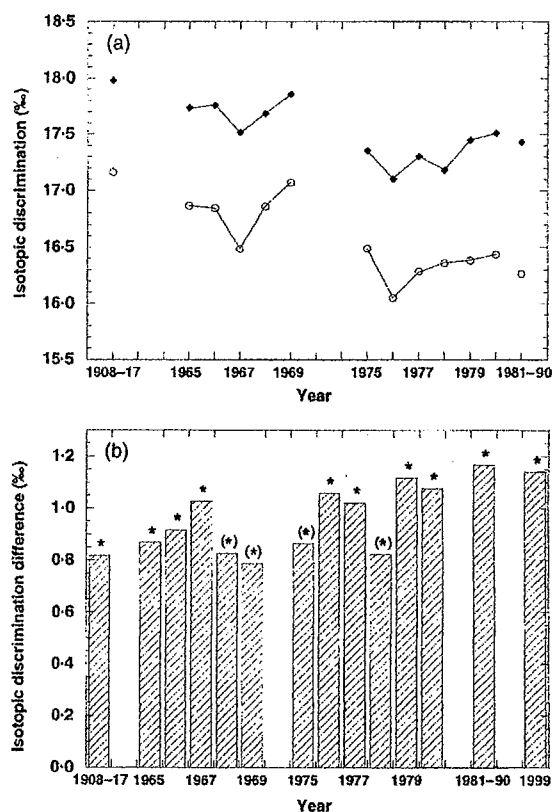 18·5
(a)
18·0
17·5
17·0
16·5
16·0
15·5
Isotopic discrimination (‰)
1908–17 1965 1967 1969 1975 1977 1979 1981–90
Year
(b)
1·2
1·0
0·8
0·6
0·4
0·2
0·0
Isotopic discrimination difference (‰)
* * * * (*) (*) (*) * * (*) * * * *
1908–17 1965 1967 1969 1975 1977 1979 1981–90 1999
Year